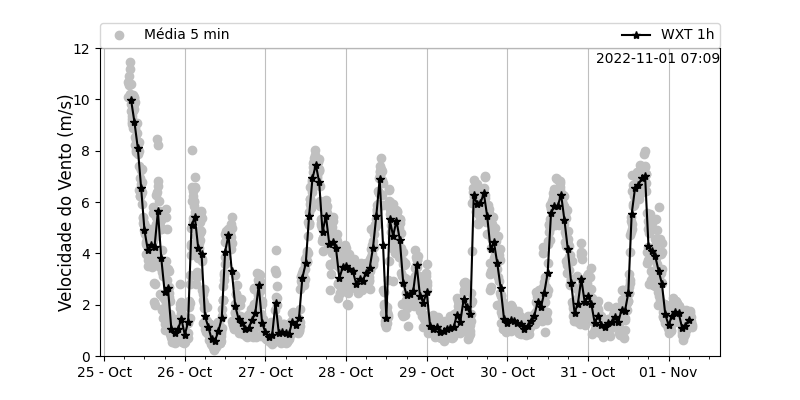 Média 5 min
WXT 1h
2022-11-01 07:09
Velocidade do Vento (m/s)
12
10
8
6
4
2
0
25 - Oct
26 - Oct
27 - Oct
28 - Oct
29 - Oct
30 - Oct
31 - Oct
01 - Nov